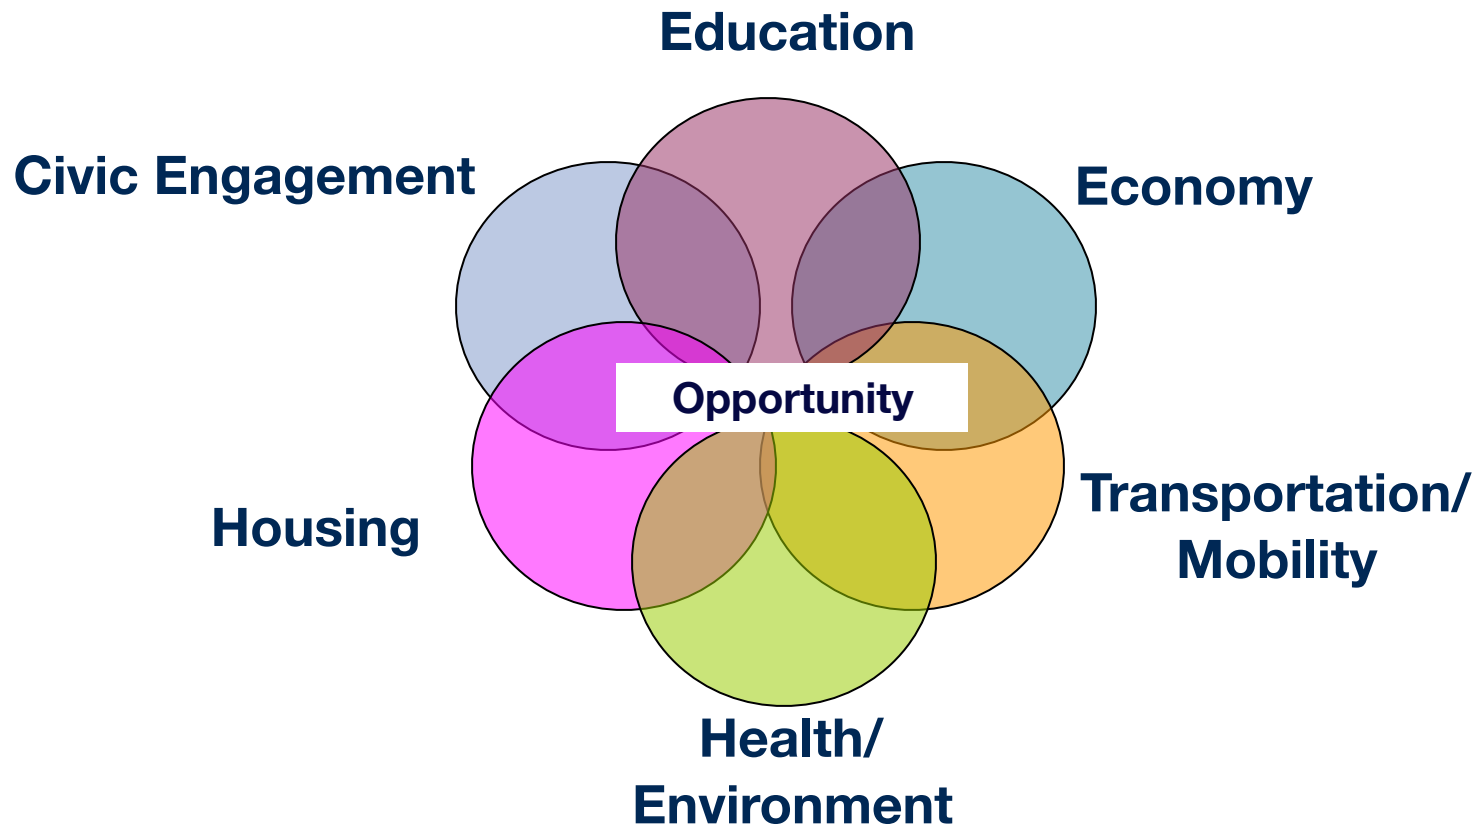 Education
Civic Engagement
Economy
Opportunity
Transportation/
Mobility
Housing
Health/
Environment